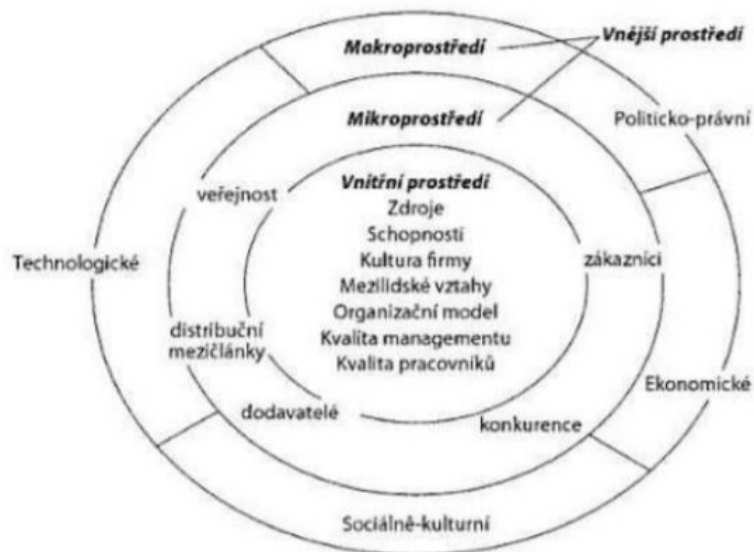 Makroprostředí
Vnější prostředí
Mikroprostředí
Politicko-právní
Vnitřní prostředí
veřejnost
Zdroje
Schopnosti
Kultura firmy
zákazníci
Technologické
Mezilidské vztahy
Organizační model
distribuční
mezičlánky
Kvalita managementu
Kvalita pracovníků
Ekonomické
dodavatelé
konkurence
Sociálně-kulturní